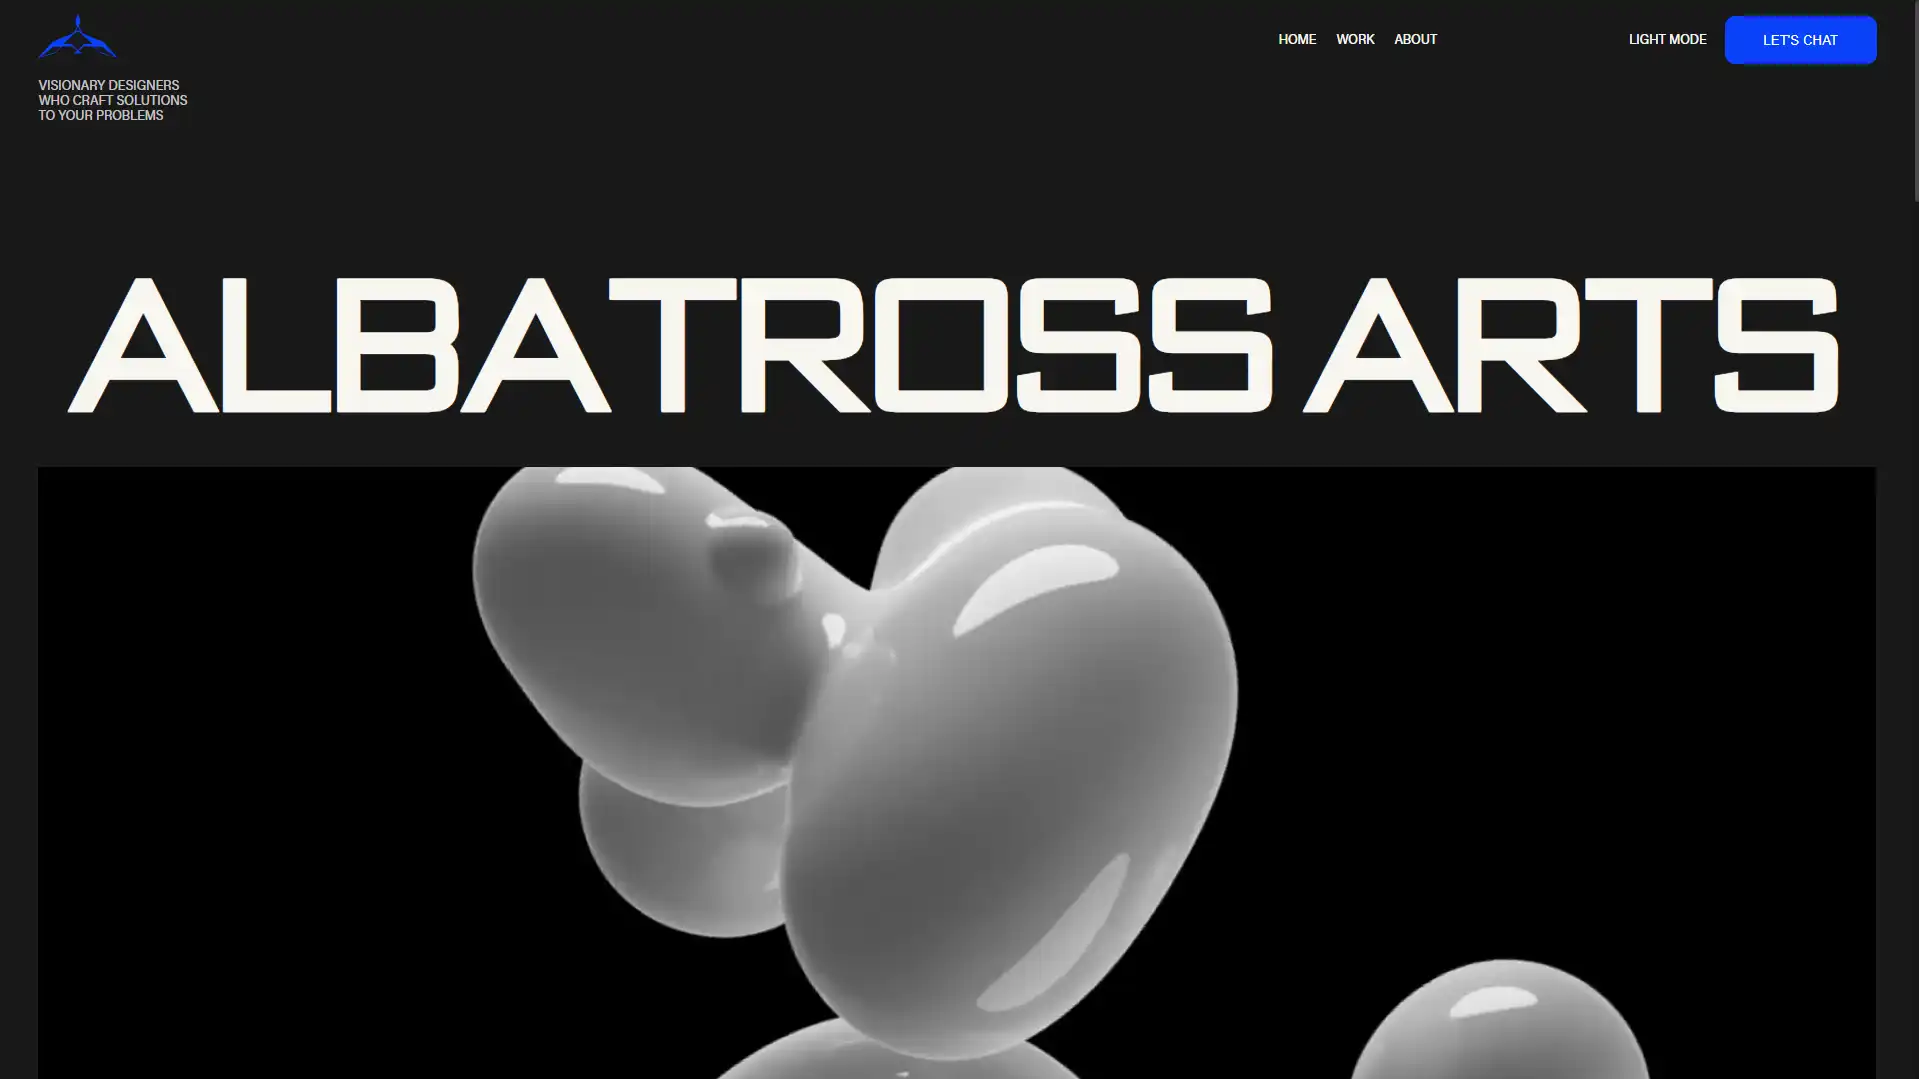 HOME WORK ABOUT LIGHT MODE LET'S CHAT
VISIONARY DESIGNERS
WHO CRAFT SOLUTIONS
TO YOUR PROBLEMS
ALBATROSS ARTS